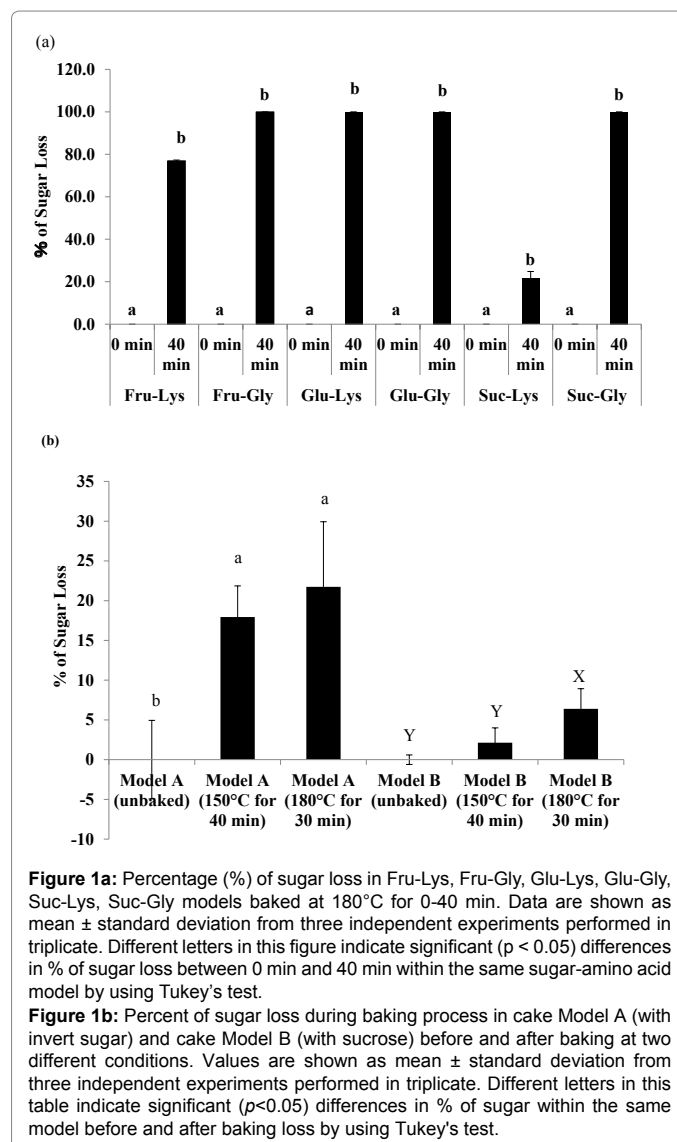 (a)
120.0
100.0
80.0
60.0
40.0
20.0
0.0
% of Sugar Loss
a b a b a b a b a b a b
0 min 40 min 0 min 40 min 0 min 40 min 0 min 40 min 0 min 40 min 0 min 40 min
Fru-Lys Fru-Gly Glu-Lys Glu-Gly Suc-Lys Suc-Gly
(b)
40
35
30
25
20
15
10
5
0
-5
-10
% of Sugar Loss
b a a Y Y X
Model A (unbaked) Model A (150°C for 40 min) Model A (180°C for 30 min) Model B (unbaked) Model B (150°C for 40 min) Model B (180°C for 30 min)
Figure 1a: Percentage (%) of sugar loss in Fru-Lys, Fru-Gly, Glu-Lys, Glu-Gly,
Suc-Lys, Suc-Gly models baked at 180°C for 0-40 min. Data are shown as
mean ± standard deviation from three independent experiments performed in
triplicate. Different letters in this figure indicate significant (p < 0.05) differences
in % of sugar loss between 0 min and 40 min within the same sugar-amino acid
model by using Tukey’s test.
Figure 1b: Percent of sugar loss during baking process in cake Model A (with
invert sugar) and cake Model B (with sucrose) before and after baking at two
different conditions. Values are shown as mean ± standard deviation from
three independent experiments performed in triplicate. Different letters in this
table indicate significant (p<0.05) differences in % of sugar within the same
model before and after baking loss by using Tukey's test.